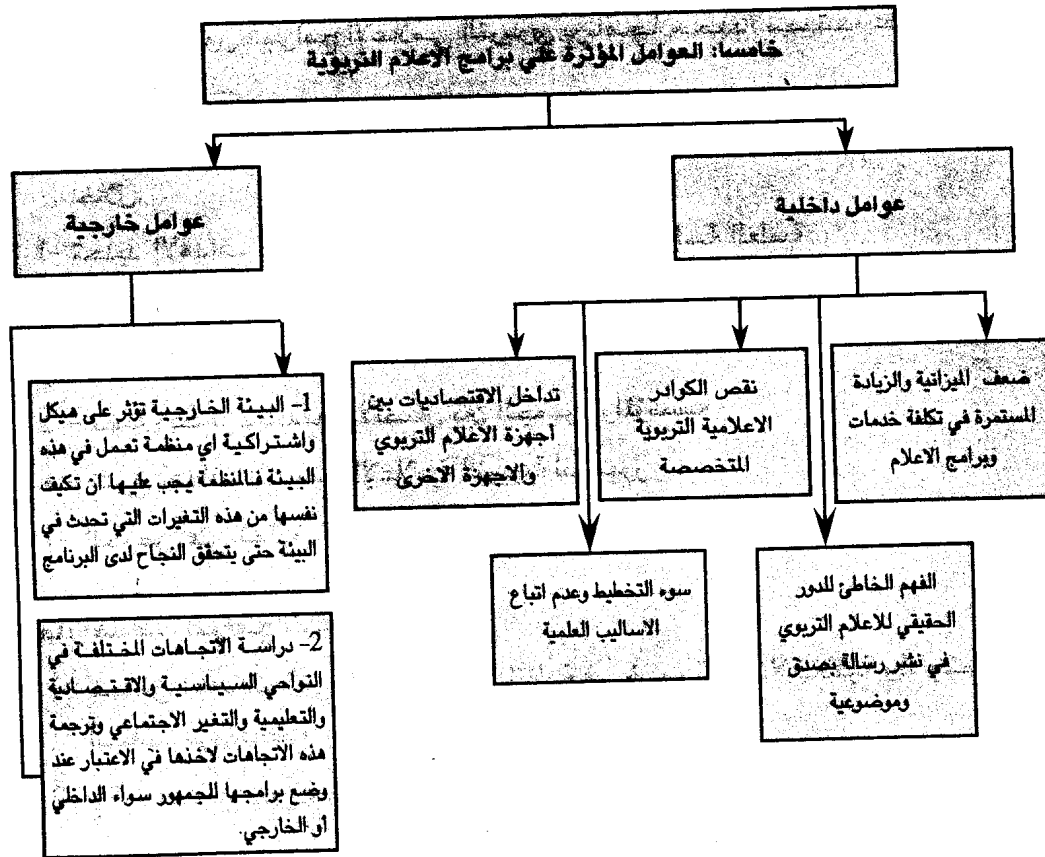 خامسا: العوامل المؤثرة على برامج الاعلام التربوية
عوامل داخلية
عوامل خارجية
ضعف الميزانية والزيادة
المستمرة في تكلفة خدمات
وبرامج الاعلام
نقص الكوادر
الاعلامية التربوية
المتخصصة
تداخل الاقتصاديات بين
أجهزة الاعلام التربوي
والاجهزة الاخرى
الفهم الخاطئ للدور
الحقيقي للاعلام التربوي
في نشر رسالة بصدق
وموضوعية
سوء التخطيط وعدم اتباع
الاساليب العلمية
1- البيئة الخارجية تؤثر على هيكل
واشتراكية اي منظمة تعمل في هذه
البيئة فالمنظمة يجب عليها ان تكيف
نفسها من هذه التغيرات التي تحدث في
البيئة حتى يتحقق النجاح لدى البرنامج
2- دراسة الاتجاهات المختلفة في
النواحي السياسية والاقتصادية
والتعليمية والتغير الاجتماعي وترجمة
هذه الاتجاهات لاخذها في الاعتبار عند
وضع برامجها للجمهور سواء الداخلي
أو الخارجي.